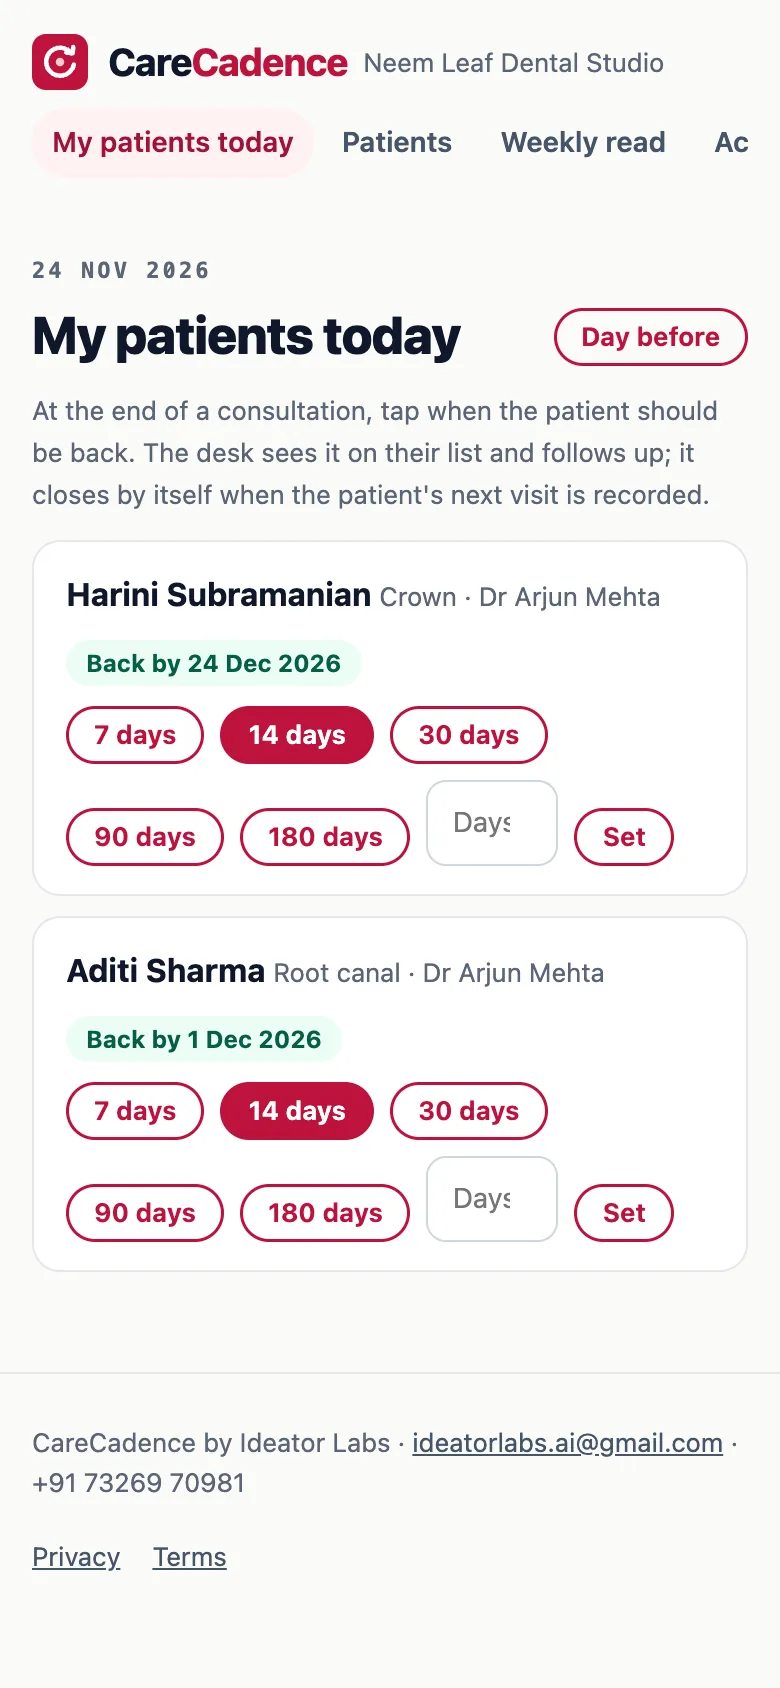 CareCadence Neem Leaf Dental Studio
My patients today Patients Weekly read Ac
24 NOV 2026
My patients today Day before
At the end of a consultation, tap when the patient should
be back. The desk sees it on their list and follows up; it
closes by itself when the patient's next visit is recorded.
Harini Subramanian Crown · Dr Arjun Mehta
Back by 24 Dec 2026
7 days 14 days 30 days
90 days 180 days Days Set
Aditi Sharma Root canal · Dr Arjun Mehta
Back by 1 Dec 2026
7 days 14 days 30 days
90 days 180 days Days Set
CareCadence by Ideator Labs · ideatorlabs.ai@gmail.com ·
+91 73269 70981
Privacy Terms